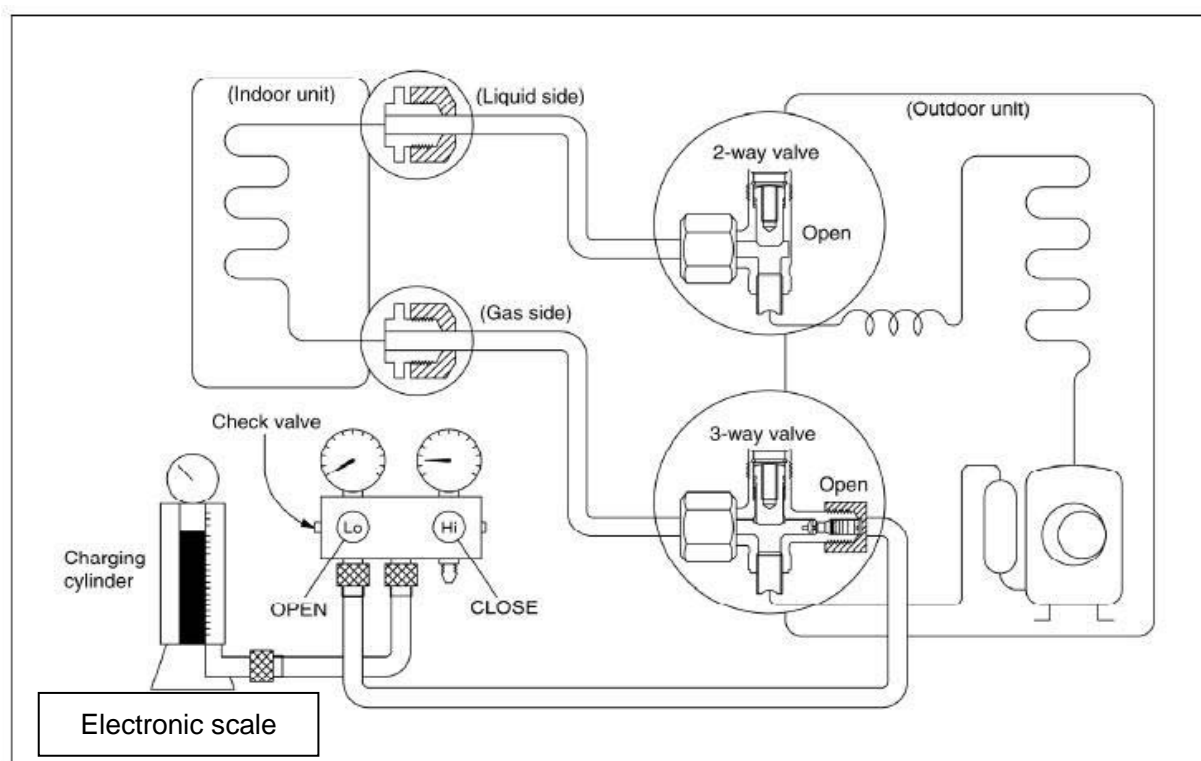 (Indoor unit)
(Liquid side)
(Outdoor unit)
2-way valve
Open
(Gas side)
Check valve
3-way valve
Open
Lo
Hi
Charging
cylinder
OPEN
CLOSE
Electronic scale